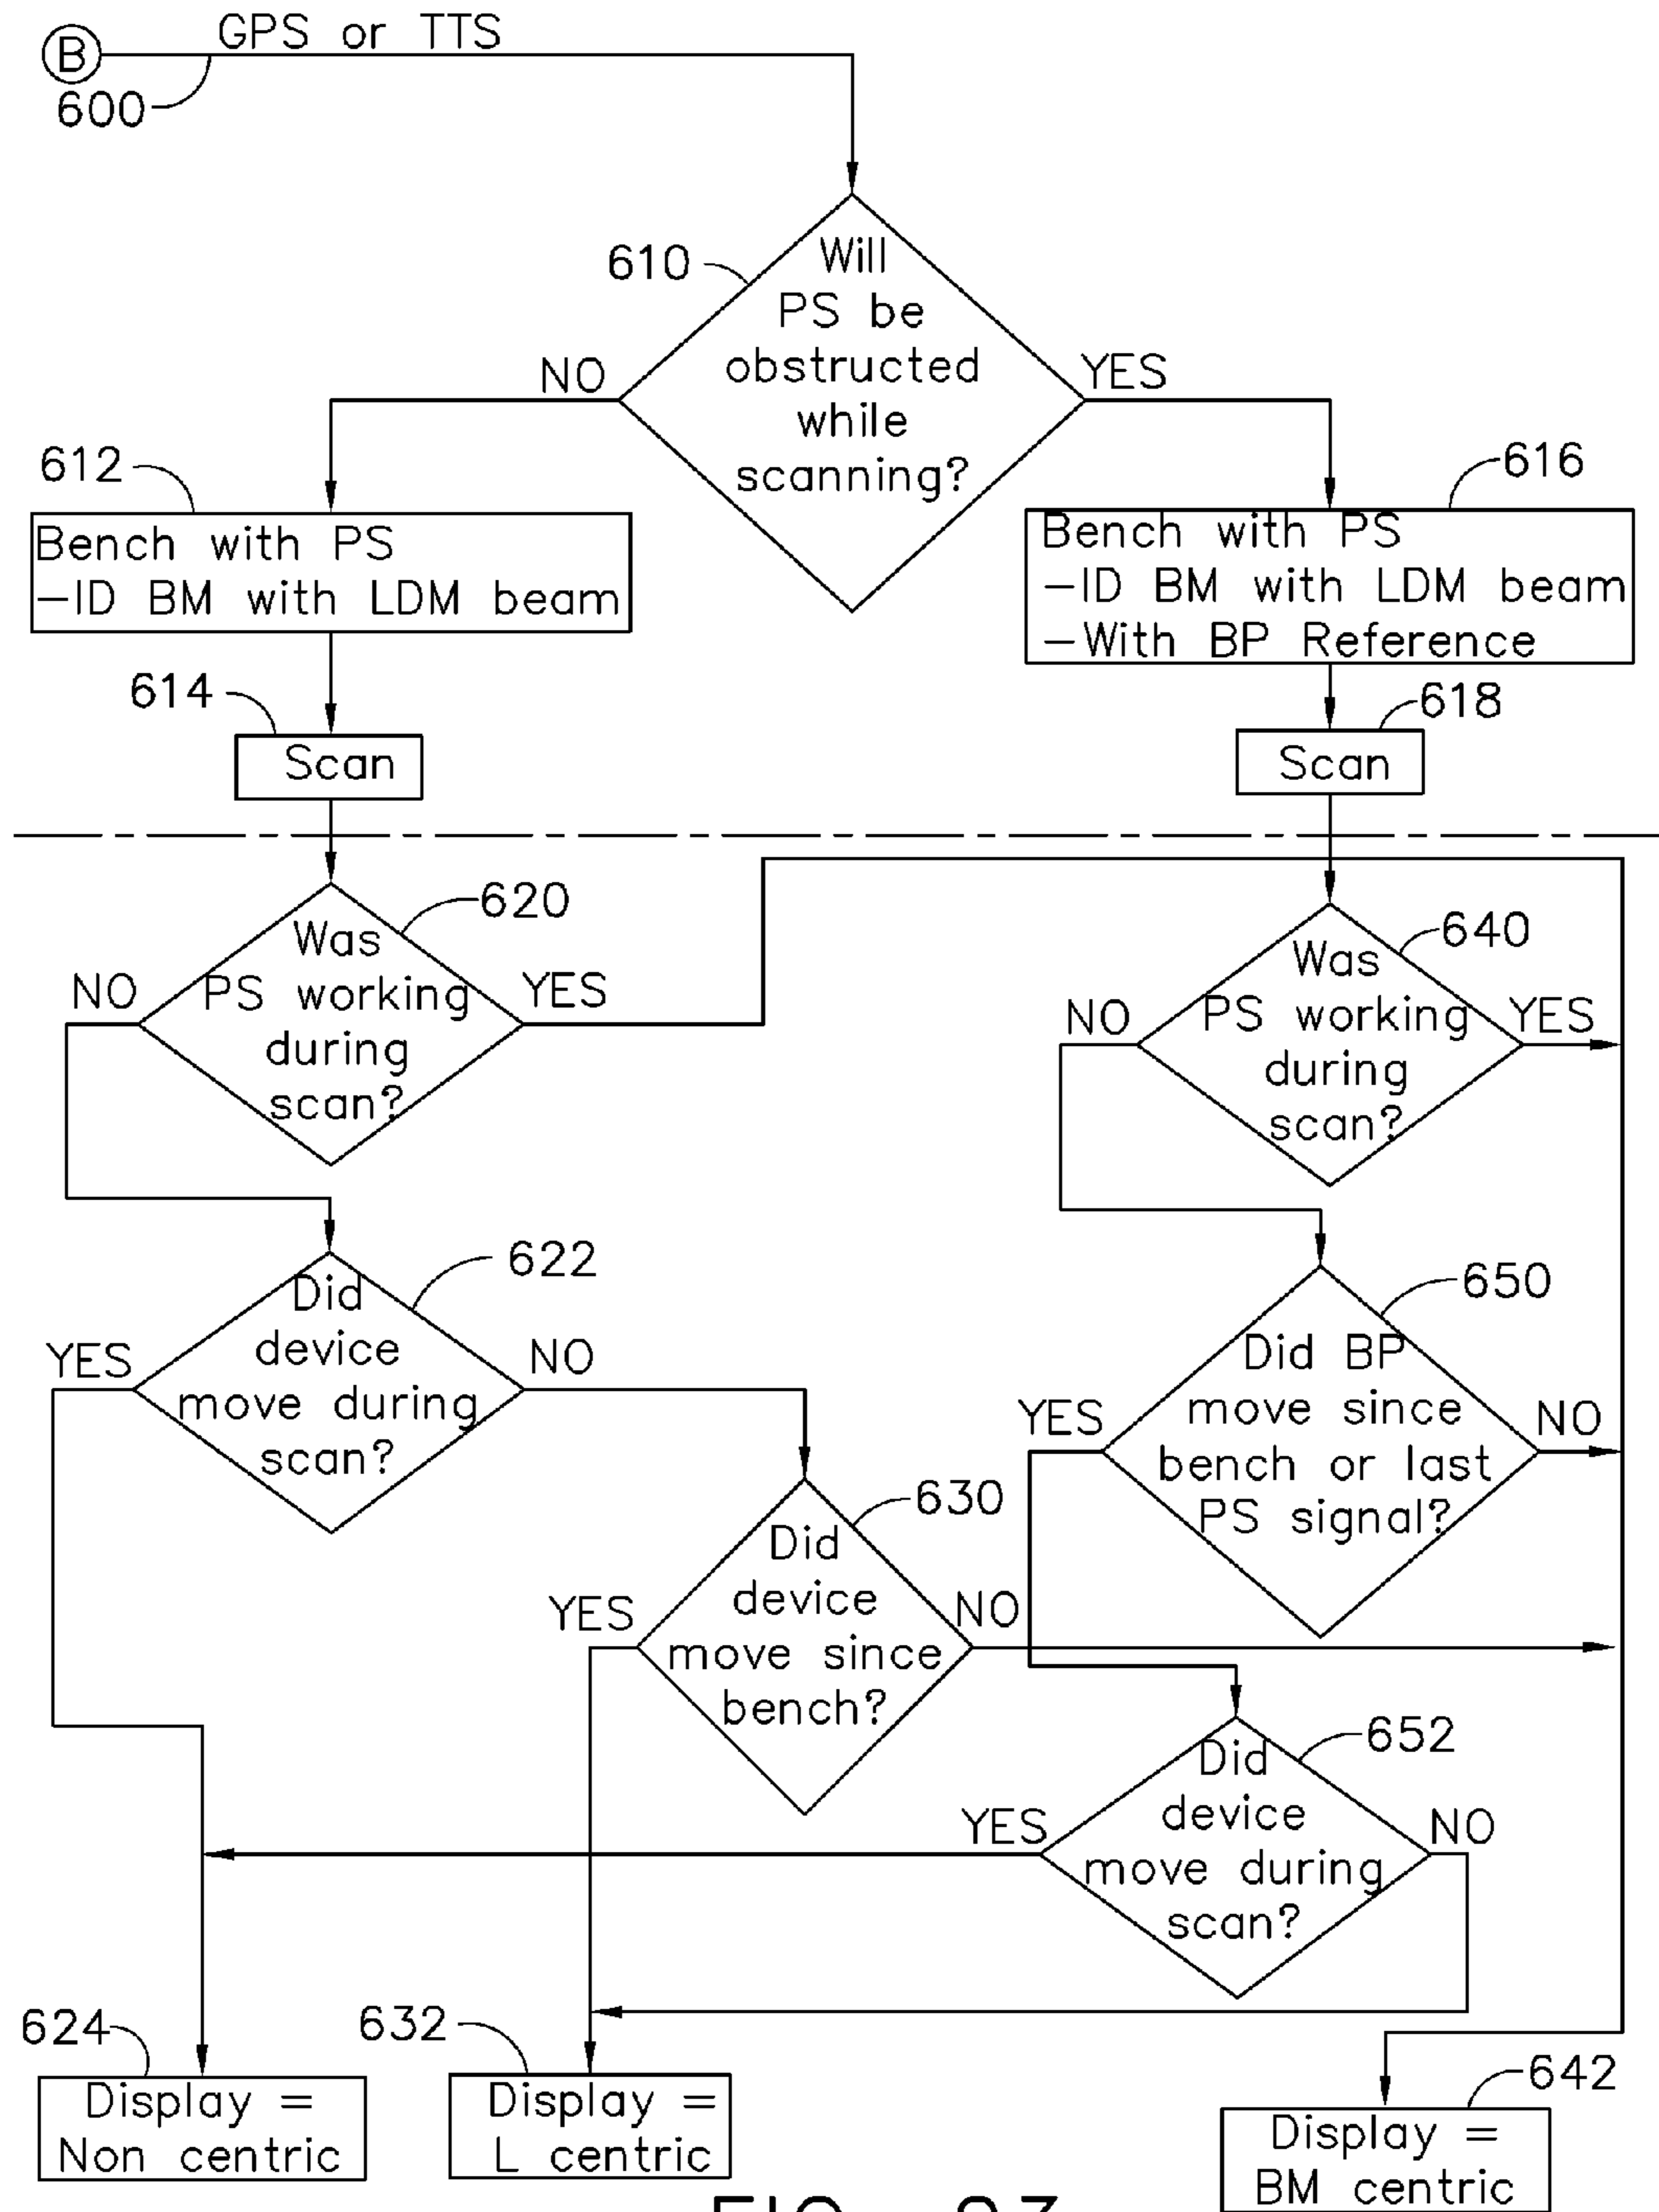 B
GPS or TTS
600
610
Will
PS be
obstructed
while
scanning?
NO
YES
612
Bench with PS
-ID BM with LDM beam
616
Bench with PS
-ID BM with LDM beam
-With BP Reference
614
Scan
618
Scan
620
Was
PS working
during
scan?
NO
YES
640
Was
PS working
during
scan?
NO
YES
622
Did
device
move during
scan?
YES
NO
650
Did BP
move since
bench or last
PS signal?
YES
NO
630
Did
device
move since
bench?
YES
NO
652
Did
device
move during
scan?
YES
NO
624
Display =
Non centric
632
Display =
L centric
642
Display =
BM centric